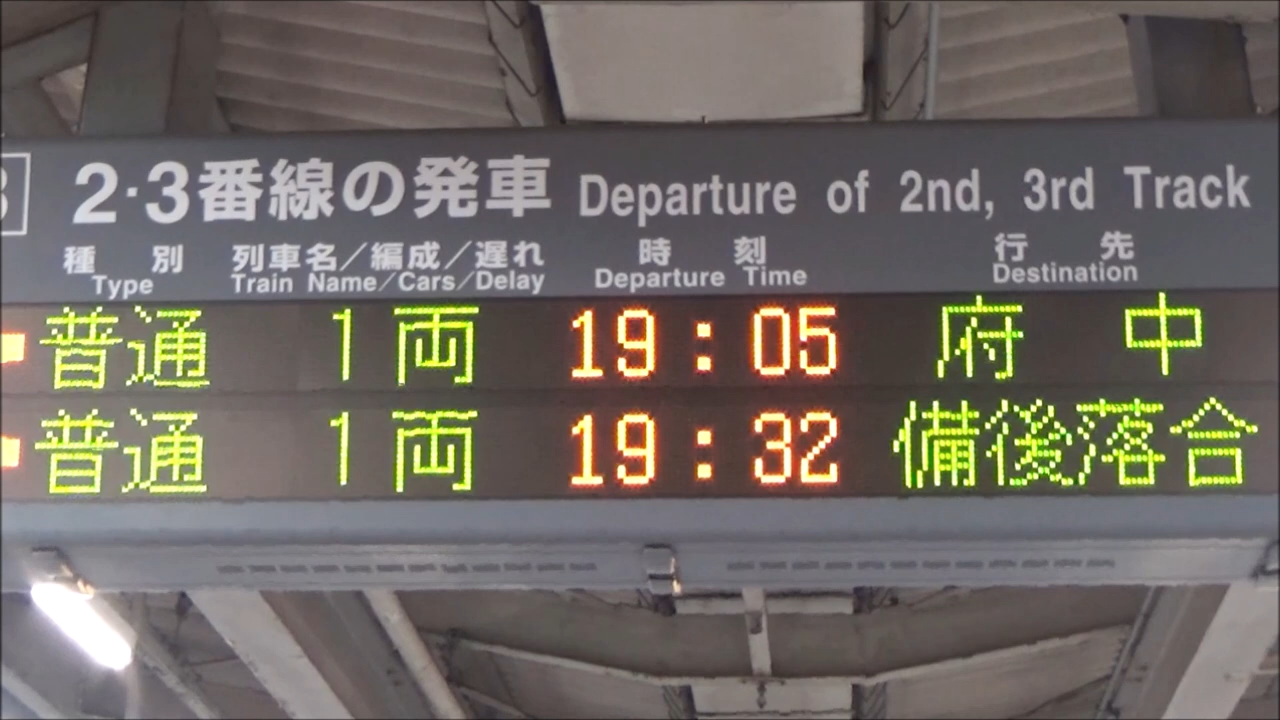 3 2·3番線の発車 Departure of 2nd, 3rd Track
種別 列車名/編成/遅れ 時刻 行先
Type Train Name/Cars/Delay Departure Time Destination
普通 1両 19:05 府中
普通 1両 19:32 備後落合